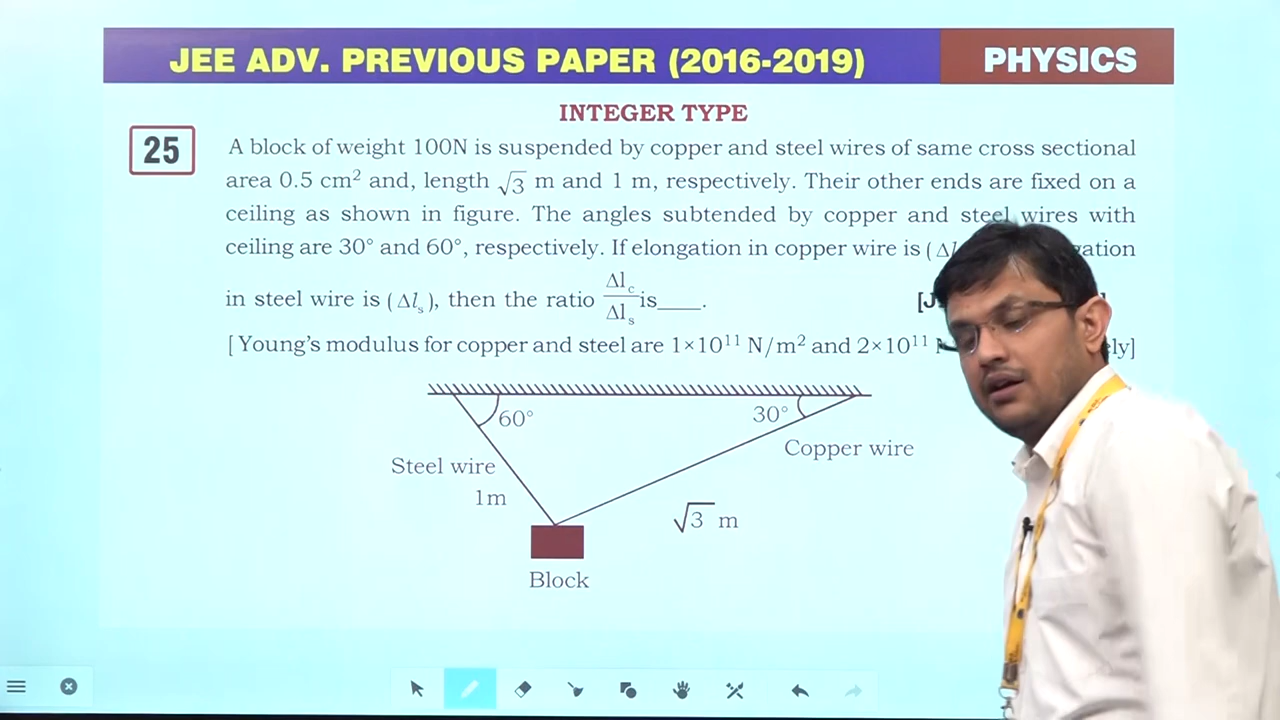 JEE ADV. PREVIOUS PAPER (2016-2019) PHYSICS
INTEGER TYPE
25
A block of weight 100N is suspended by copper and steel wires of same cross sectional
area 0.5 cm² and, length √3 m and 1 m, respectively. Their other ends are fixed on a
ceiling as shown in figure. The angles subtended by copper and steel wires with
ceiling are 30° and 60°, respectively. If elongation in copper wire is (Δl
in steel wire is (Δlₛ), then the ratio Δl_c/Δl_s is____.
[Young's modulus for copper and steel are 1×10¹¹ N/m² and 2×10¹¹
60° 30°
Copper wire
Steel wire
1m
√3 m
Block